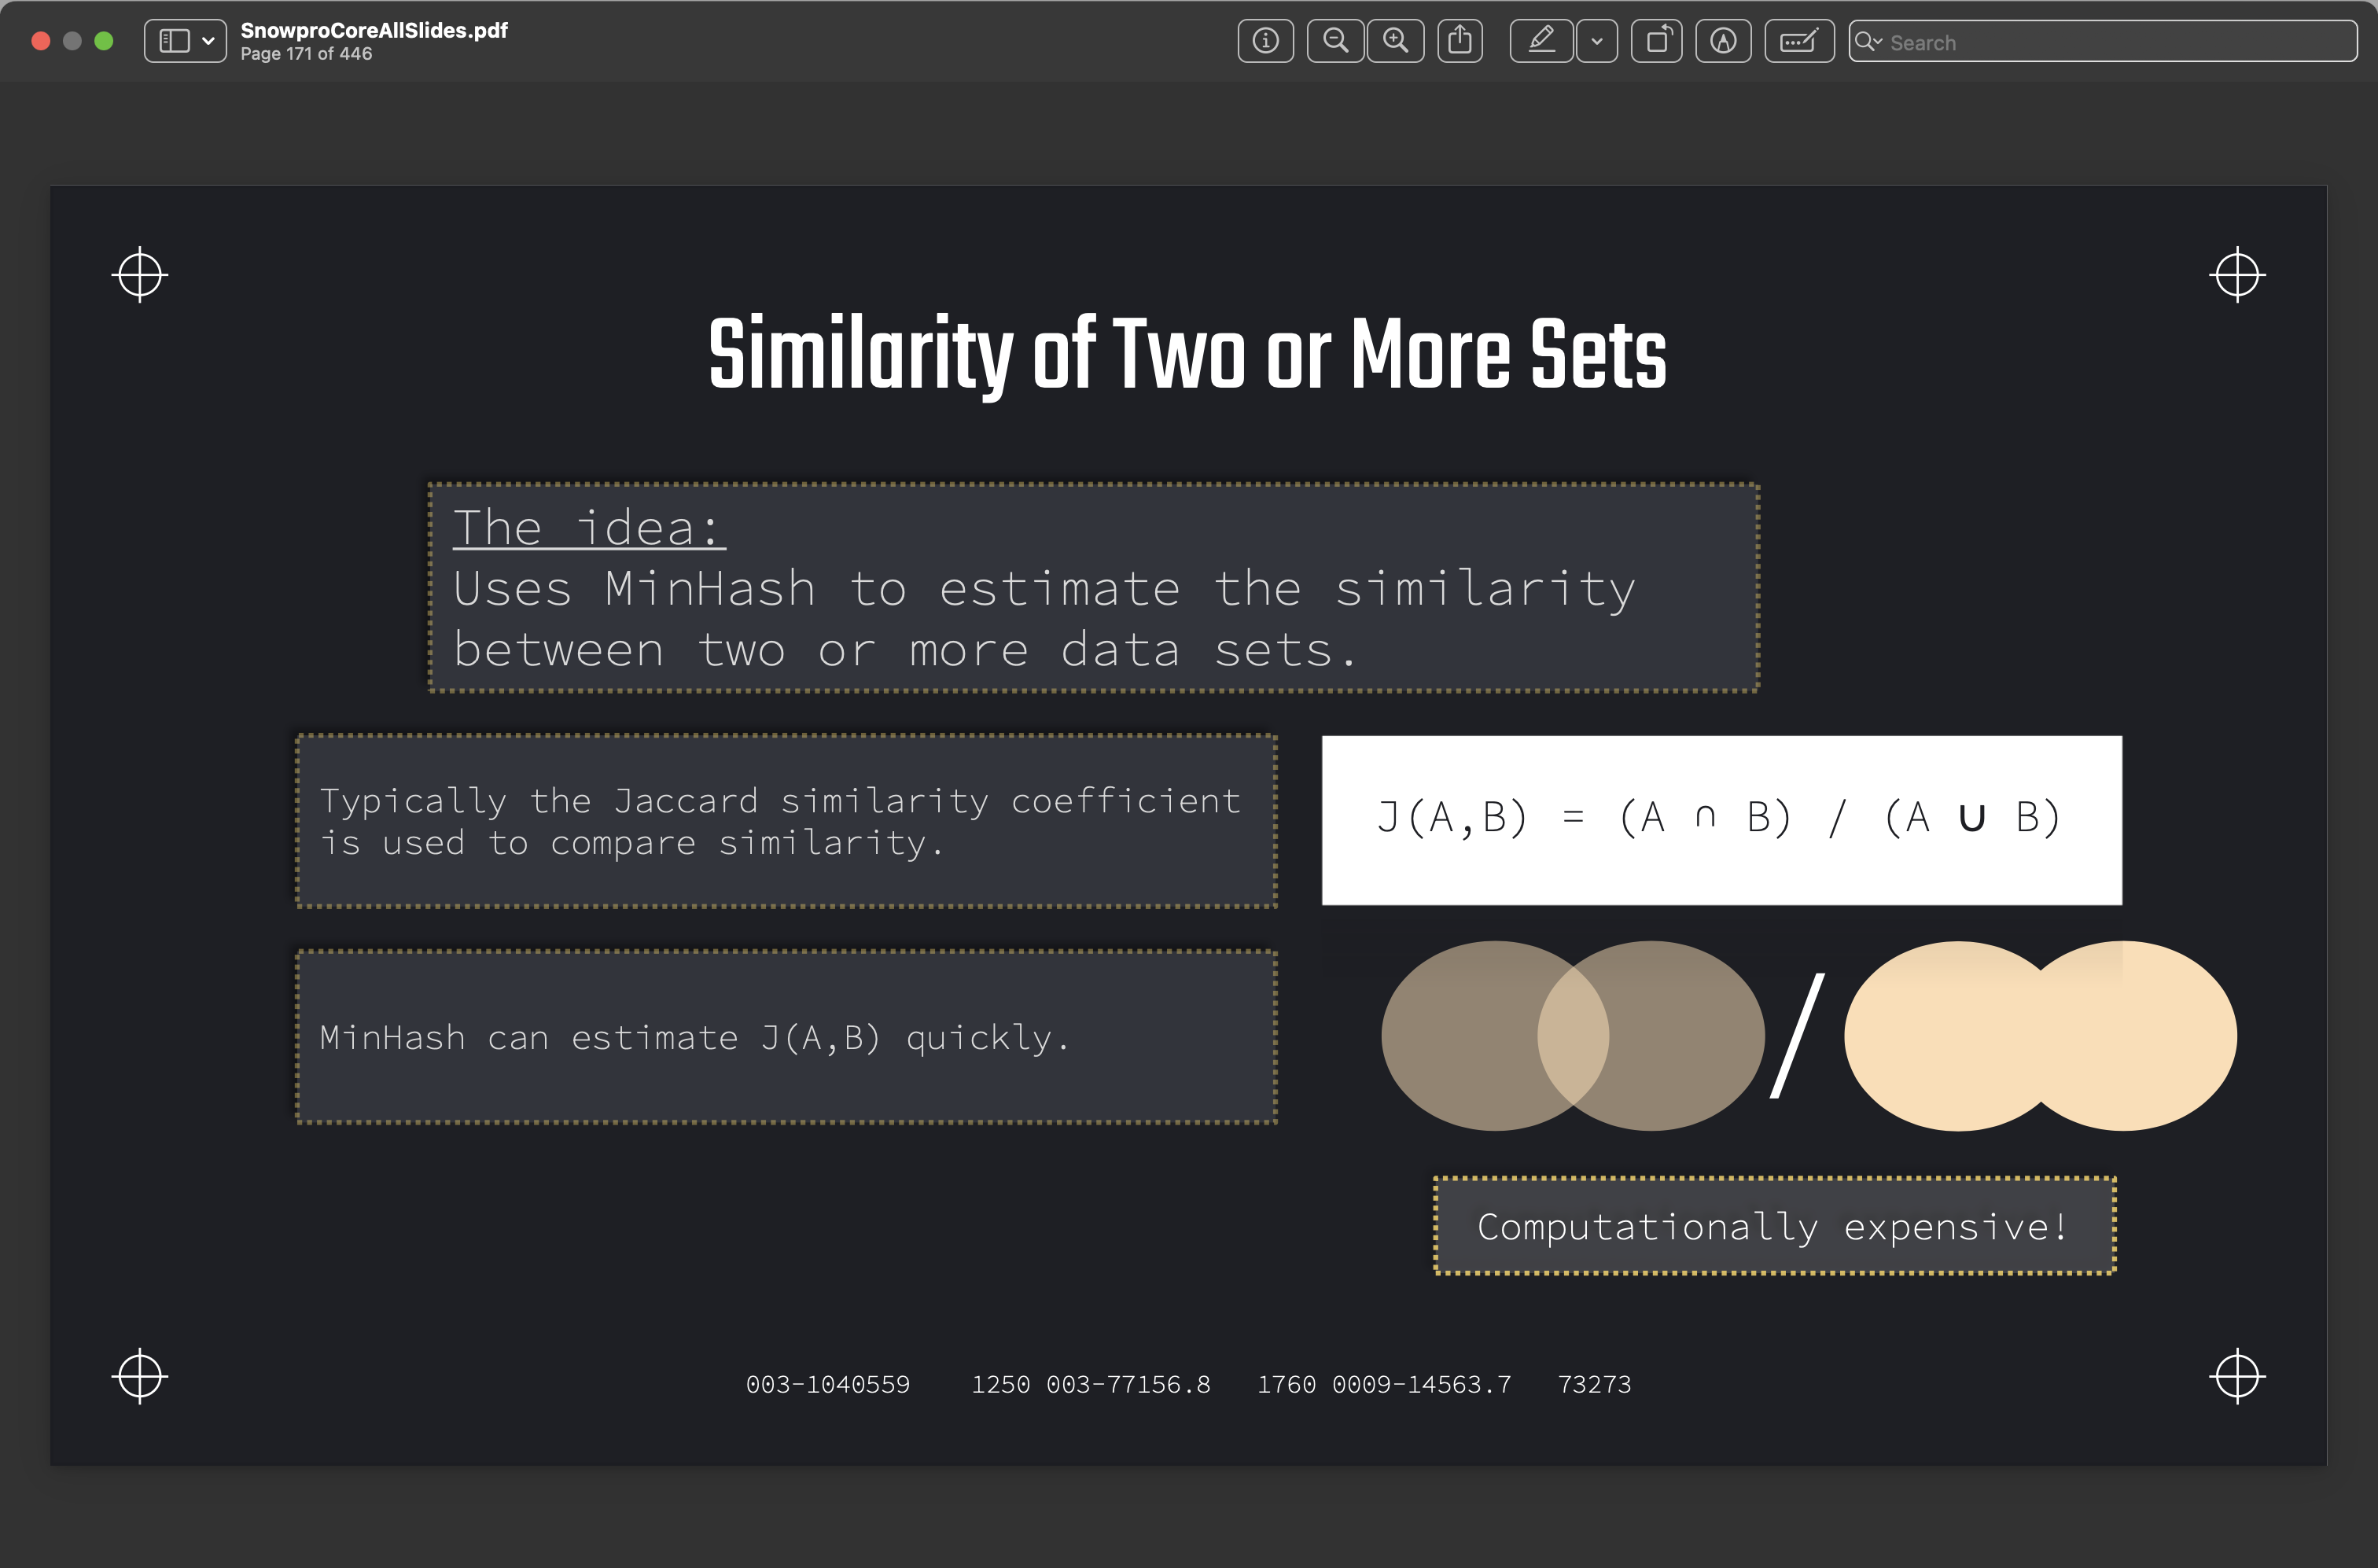 SnowproCoreAllSlides.pdf
Page 171 of 446
Search
Similarity of Two or More Sets
The idea:
Uses MinHash to estimate the similarity
between two or more data sets.
Typically the Jaccard similarity coefficient
is used to compare similarity.
J(A,B) = (A ∩ B) / (A ∪ B)
MinHash can estimate J(A,B) quickly.
/
Computationally expensive!
003-1040559 1250 003-77156.8 1760 0009-14563.7 73273